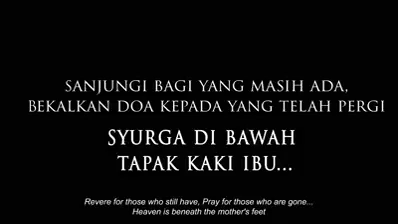 SANJUNGI BAGI YANG MASIH ADA,
BEKALKAN DOA KEPADA YANG TELAH PERGI
SYURGA DI BAWAH
TAPAK KAKI IBU...
Revere for those who still have, Pray for those who are gone...
Heaven is beneath the mother's feet